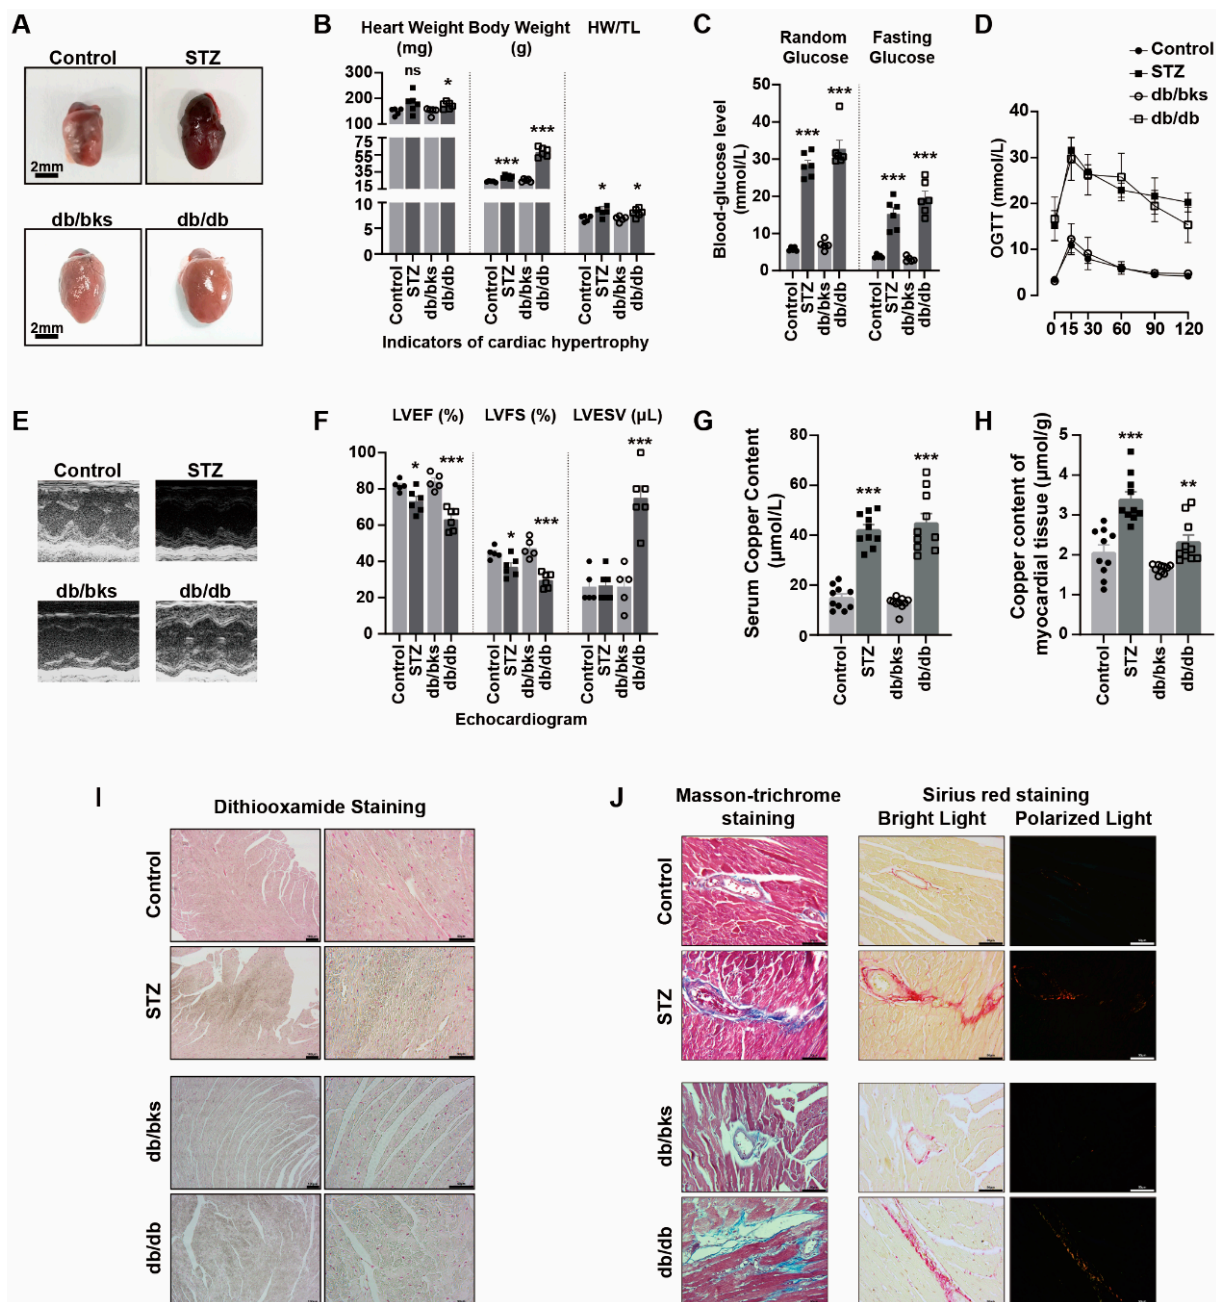 A
Control STZ
2mm
db/bks db/db
2mm
B
Heart Weight (mg) Body Weight (g) HW/TL
300
200
100
75
55
35
15
10
5
0
ns * *** *** * *
Control STZ db/bks db/db Control STZ db/bks db/db Control STZ db/bks db/db
Indicators of cardiac hypertrophy
C
Random Glucose Fasting Glucose
Blood-glucose level (mmol/L)
50
40
30
20
10
0
*** *** *** ***
Control STZ db/bks db/db Control STZ db/bks db/db
D
Control
STZ
db/bks
db/db
OGTT (mmol/L)
40
30
20
10
0
0 15 30 60 90 120
E
Control STZ
db/bks db/db
F
LVEF (%) LVFS (%) LVESV (μL)
100
80
60
40
20
0
* *** * *** ***
Control STZ db/bks db/db Control STZ db/bks db/db Control STZ db/bks db/db
Echocardiogram
G
Serum Copper Content (μmol/L)
80
60
40
20
0
*** ***
Control STZ db/bks db/db
H
Copper content of myocardial tissue (μmol/g)
5
4
3
2
1
0
*** **
Control STZ db/bks db/db
I
Dithiooxamide Staining
Control
STZ
db/bks
db/db
J
Masson-trichrome staining
Sirius red staining
Bright Light Polarized Light
Control
STZ
db/bks
db/db